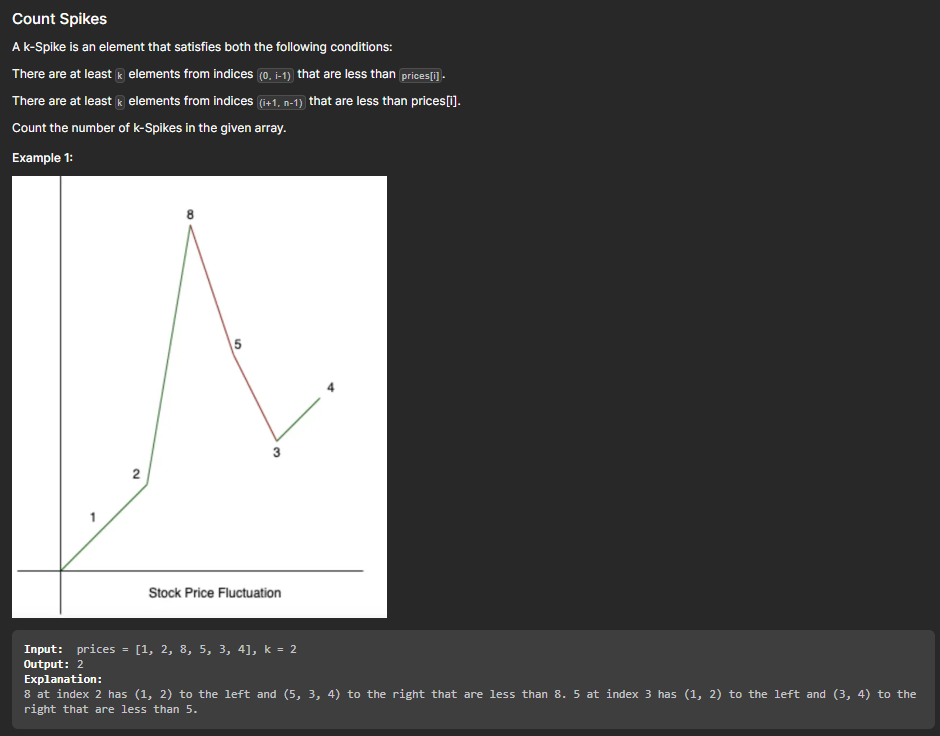 Count Spikes
A k-Spike is an element that satisfies both the following conditions:
There are at least k elements from indices (0, i-1) that are less than prices[i].
There are at least k elements from indices (i+1, n-1) that are less than prices[i].
Count the number of k-Spikes in the given array.
Example 1:
8
5
4
3
2
1
Stock Price Fluctuation
Input: prices = [1, 2, 8, 5, 3, 4], k = 2
Output: 2
Explanation:
8 at index 2 has (1, 2) to the left and (5, 3, 4) to the right that are less than 8. 5 at index 3 has (1, 2) to the left and (3, 4) to the
right that are less than 5.